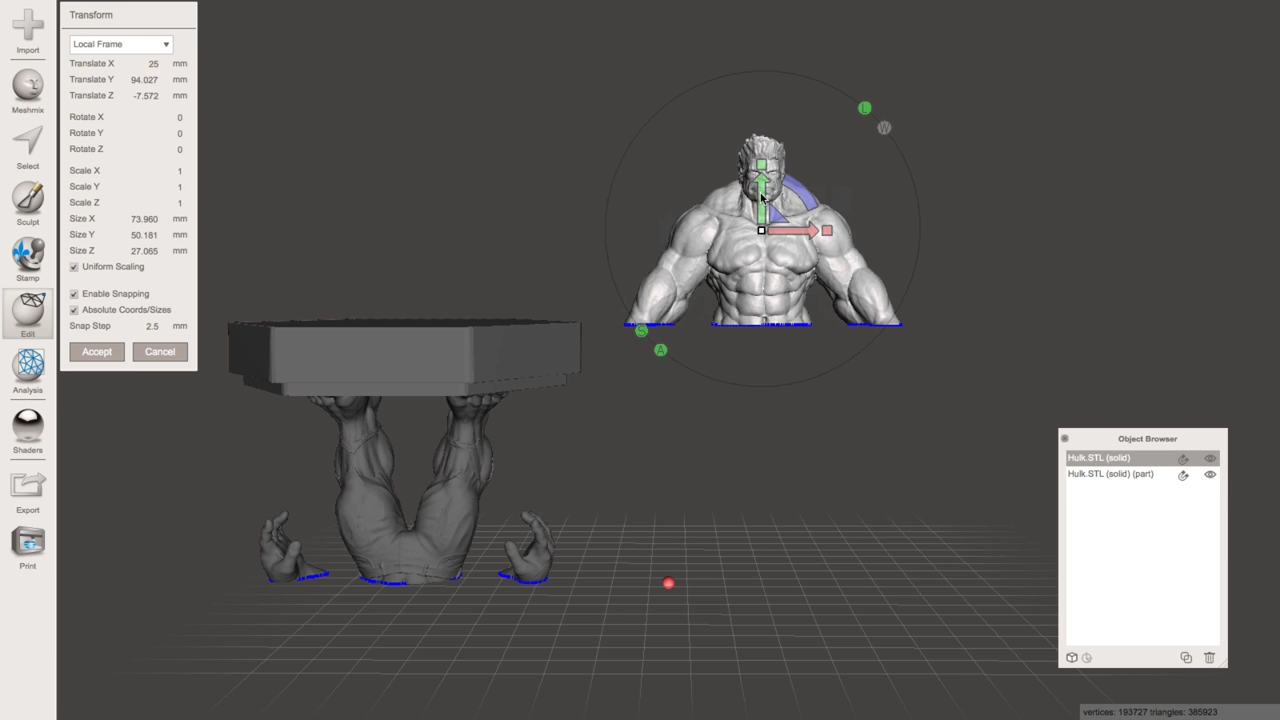 Import
Meshmix
Select
Sculpt
Stamp
Edit
Analysis
Shaders
Export
Print
Transform
Local Frame
Translate X 25 mm
Translate Y 94.027 mm
Translate Z -7.572 mm
Rotate X 0
Rotate Y 0
Rotate Z 0
Scale X 1
Scale Y 1
Scale Z 1
Size X 73.960 mm
Size Y 50.181 mm
Size Z 27.065 mm
Uniform Scaling
Enable Snapping
Absolute Coords/Sizes
Snap Step 2.5 mm
Accept Cancel
L
W
S
A
Object Browser
Hulk.STL (solid)
Hulk.STL (solid) (part)
vertices: 193727 triangles: 385923